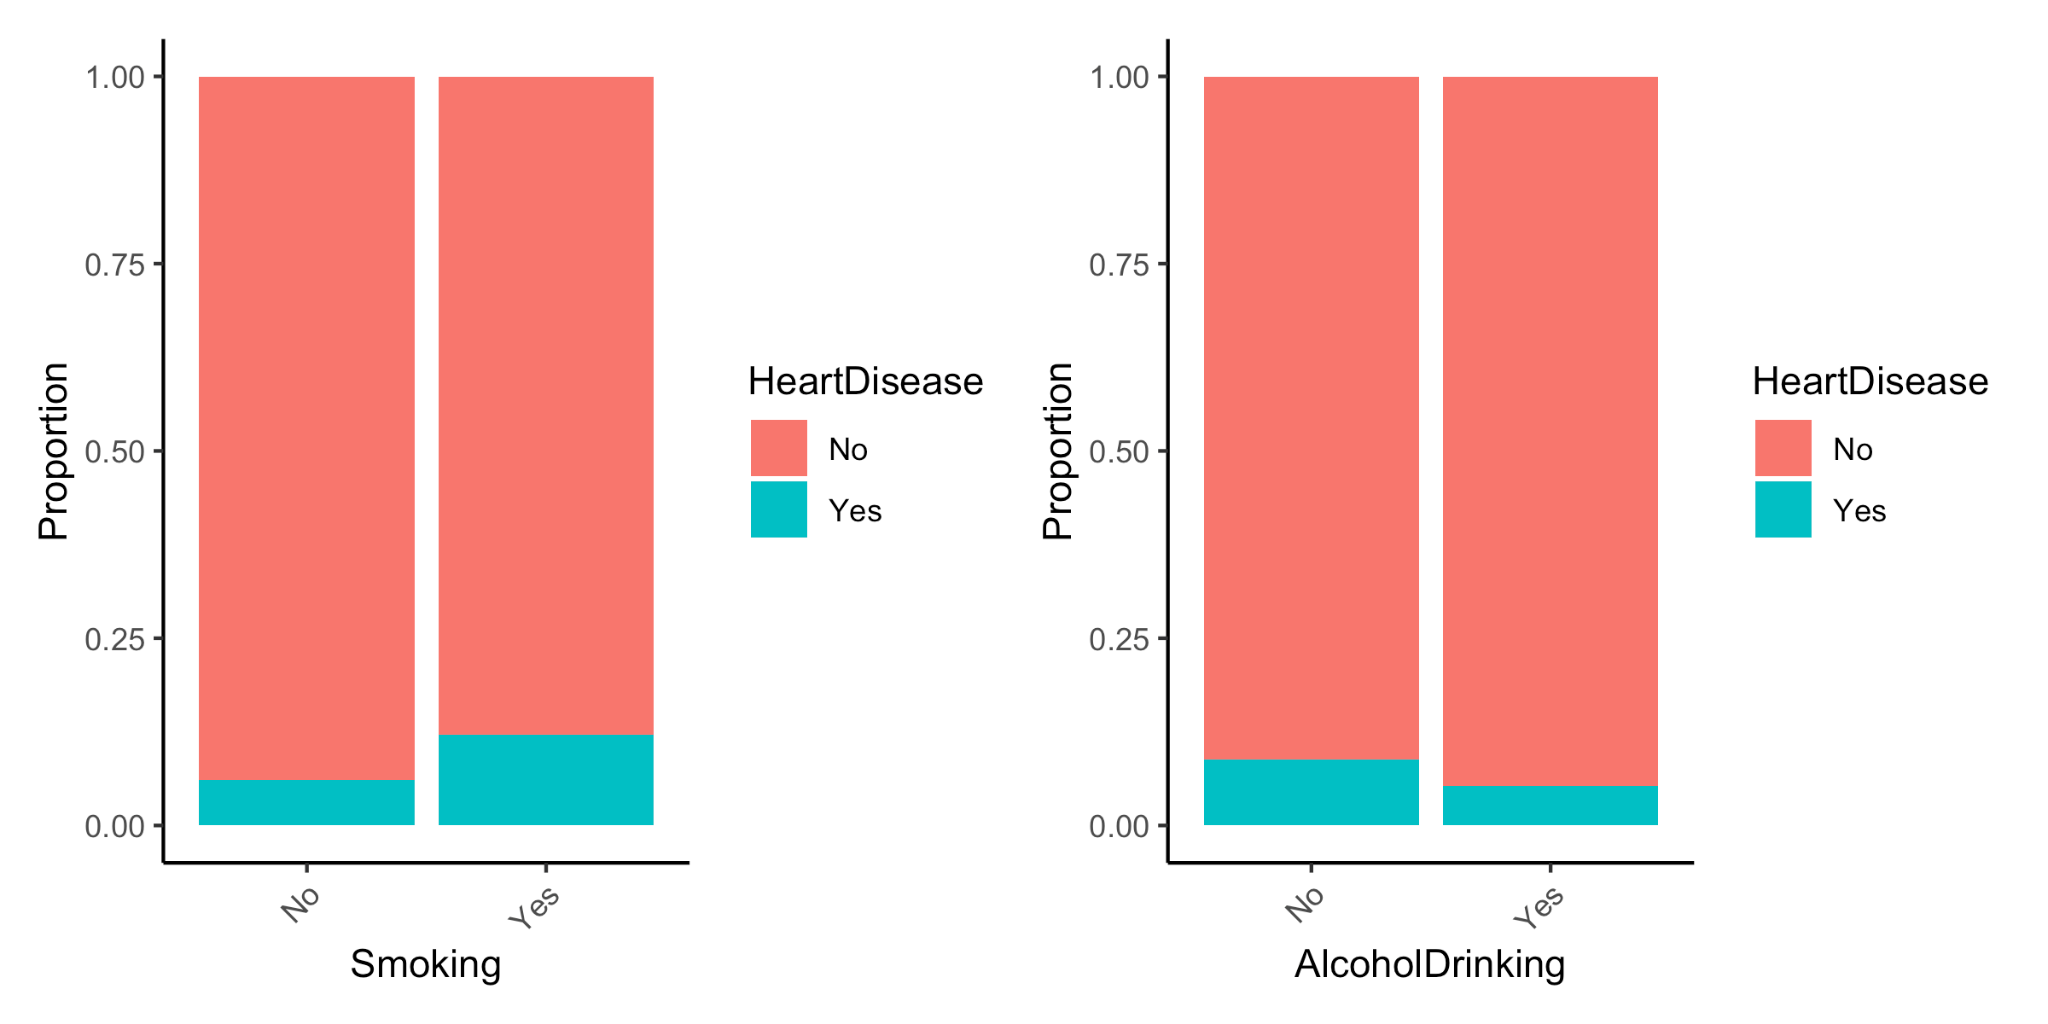 Proportion
1.00
0.75
0.50
0.25
0.00
No
Yes
Smoking
HeartDisease
No
Yes
Proportion
1.00
0.75
0.50
0.25
0.00
No
Yes
AlcoholDrinking
HeartDisease
No
Yes